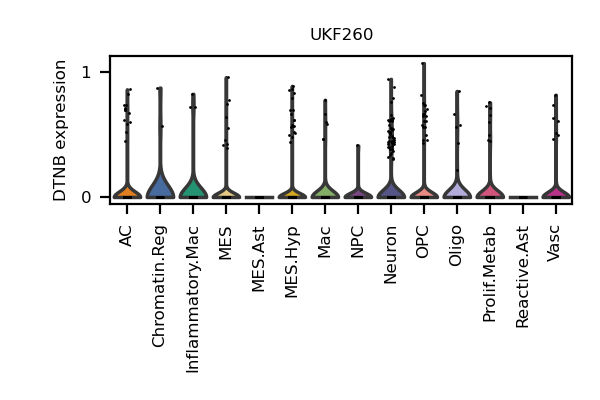 UKF260
DTNB expression
1
0
AC
Chromatin.Reg
Inflammatory.Mac
MES
MES.Ast
MES.Hyp
Mac
NPC
Neuron
OPC
Oligo
Prolif.Metab
Reactive.Ast
Vasc